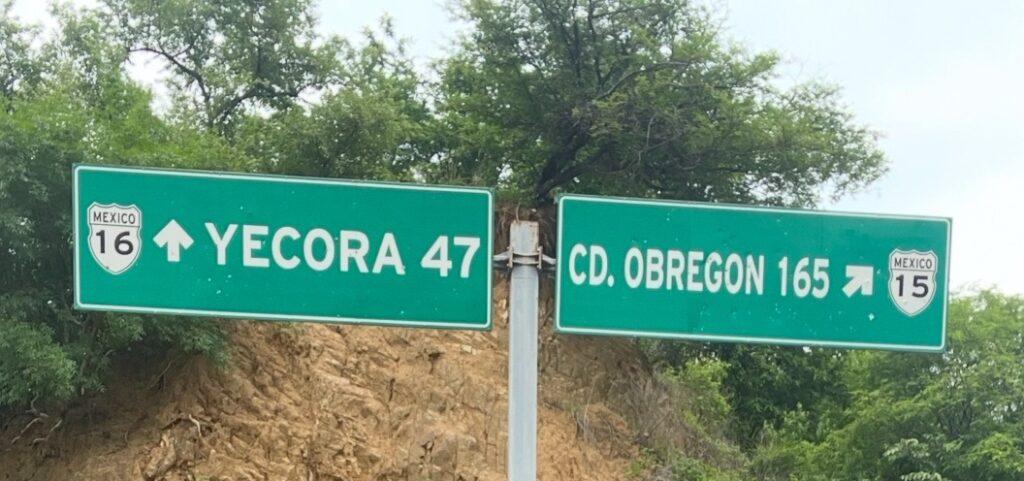 MEXICO
16
YECORA 47
CD. OBREGON 165
MEXICO
15